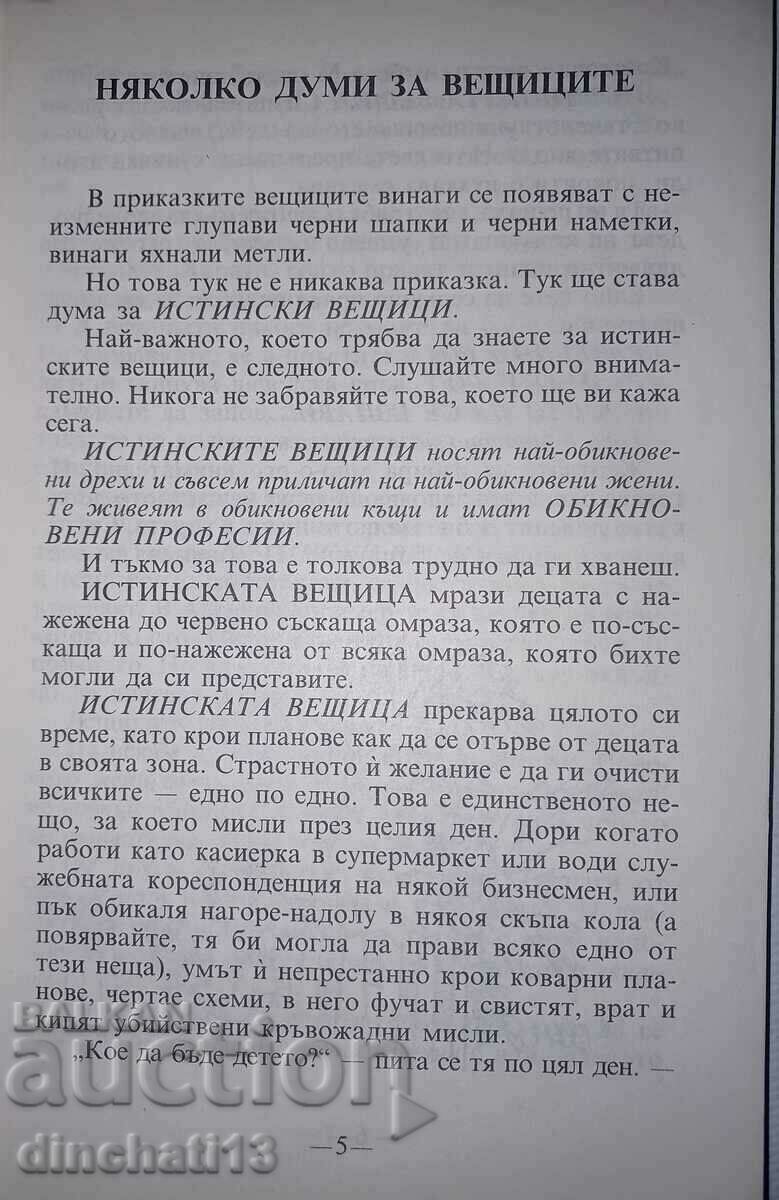 НЯКОЛКО ДУМИ ЗА ВЕЩИЦИТЕ
В приказките вещиците винаги се появяват с не-
изменните глупави черни шапки и черни наметки,
винаги яхнали метли.
Но това тук не е никаква приказка. Тук ще става
дума за ИСТИНСКИ ВЕЩИЦИ.
Най-важното, което трябва да знаете за истин-
ските вещици, е следното. Слушайте много внима-
телно. Никога не забравяйте това, което ще ви кажа
сега.
ИСТИНСКИТЕ ВЕЩИЦИ носят най-обикнове-
ни дрехи и съвсем приличат на най-обикновени жени.
Те живеят в обикновени къщи и имат ОБИКНО-
ВЕНИ ПРОФЕСИИ.
И тъкмо за това е толкова трудно да ги хванеш.
ИСТИНСКАТА ВЕЩИЦА мрази децата с на-
жежена до червено съскаща омраза, която е по-със-
каща и по-нажежена от всяка омраза, която бихте
могли да си представите.
ИСТИНСКАТА ВЕЩИЦА прекарва цялото си
време, като крои планове как да се отърве от децата
в своята зона. Страстното ѝ желание е да ги очисти
всичките — едно по едно. Това е единственото не-
що, за което мисли през целия ден. Дори когато
работи като касиерка в супермаркет или води слу-
жебната кореспонденция на някой бизнесмен, или
пък обикаля нагоре-надолу в някоя скъпа кола (а
повярвайте, тя би могла да прави всяко едно от
тези неща), умът ѝ непрестанно крои коварни пла-
нове, чертае схеми, в него фучат и свистят, врат и
кипят убийствени кръвожадни мисли.
„Кое да бъде детето?“ — пита се тя по цял ден. —
—5—
BALKAN
auction
dinchati13